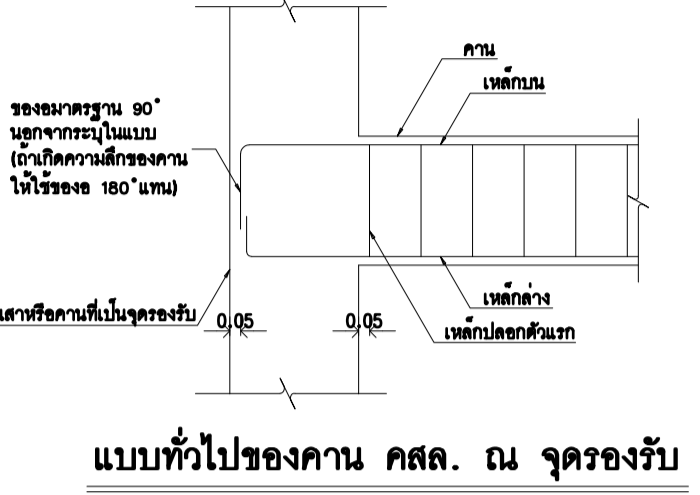 คาน
เหล็กบน
ของอมาตรฐาน 90°
นอกจากระบุในแบบ
(ถ้าเกิดความลึกของคาน
ให้ใช้ของอ 180°แทน)
เสาหรือคานที่เป็นจุดรองรับ
0.05
0.05
เหล็กล่าง
เหล็กปลอกตัวแรก
แบบทั่วไปของคาน คสล. ณ จุดรองรับ